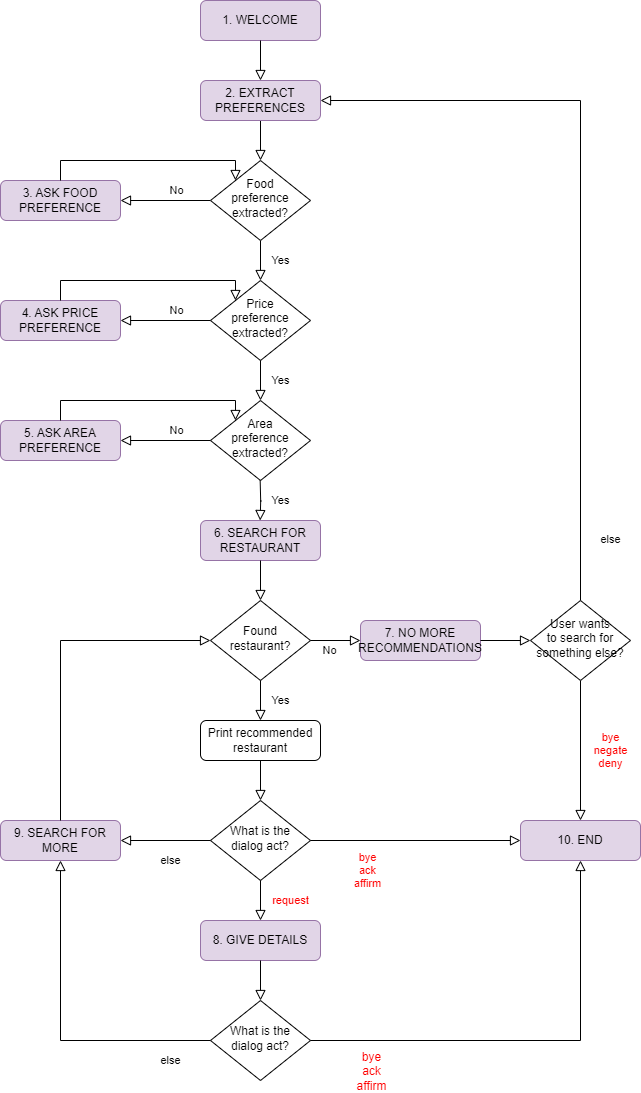 1. WELCOME
2. EXTRACT
PREFERENCES
Food
preference
extracted?
No
3. ASK FOOD
PREFERENCE
Yes
Price
preference
extracted?
No
4. ASK PRICE
PREFERENCE
Yes
Area
preference
extracted?
No
5. ASK AREA
PREFERENCE
Yes
6. SEARCH FOR
RESTAURANT
else
Found
restaurant?
No
7. NO MORE
RECOMMENDATIONS
User wants
to search for
something else?
Yes
Print recommended
restaurant
bye
negate
deny
9. SEARCH FOR
MORE
else
What is the
dialog act?
bye
ack
affirm
10. END
request
8. GIVE DETAILS
What is the
dialog act?
else
bye
ack
affirm